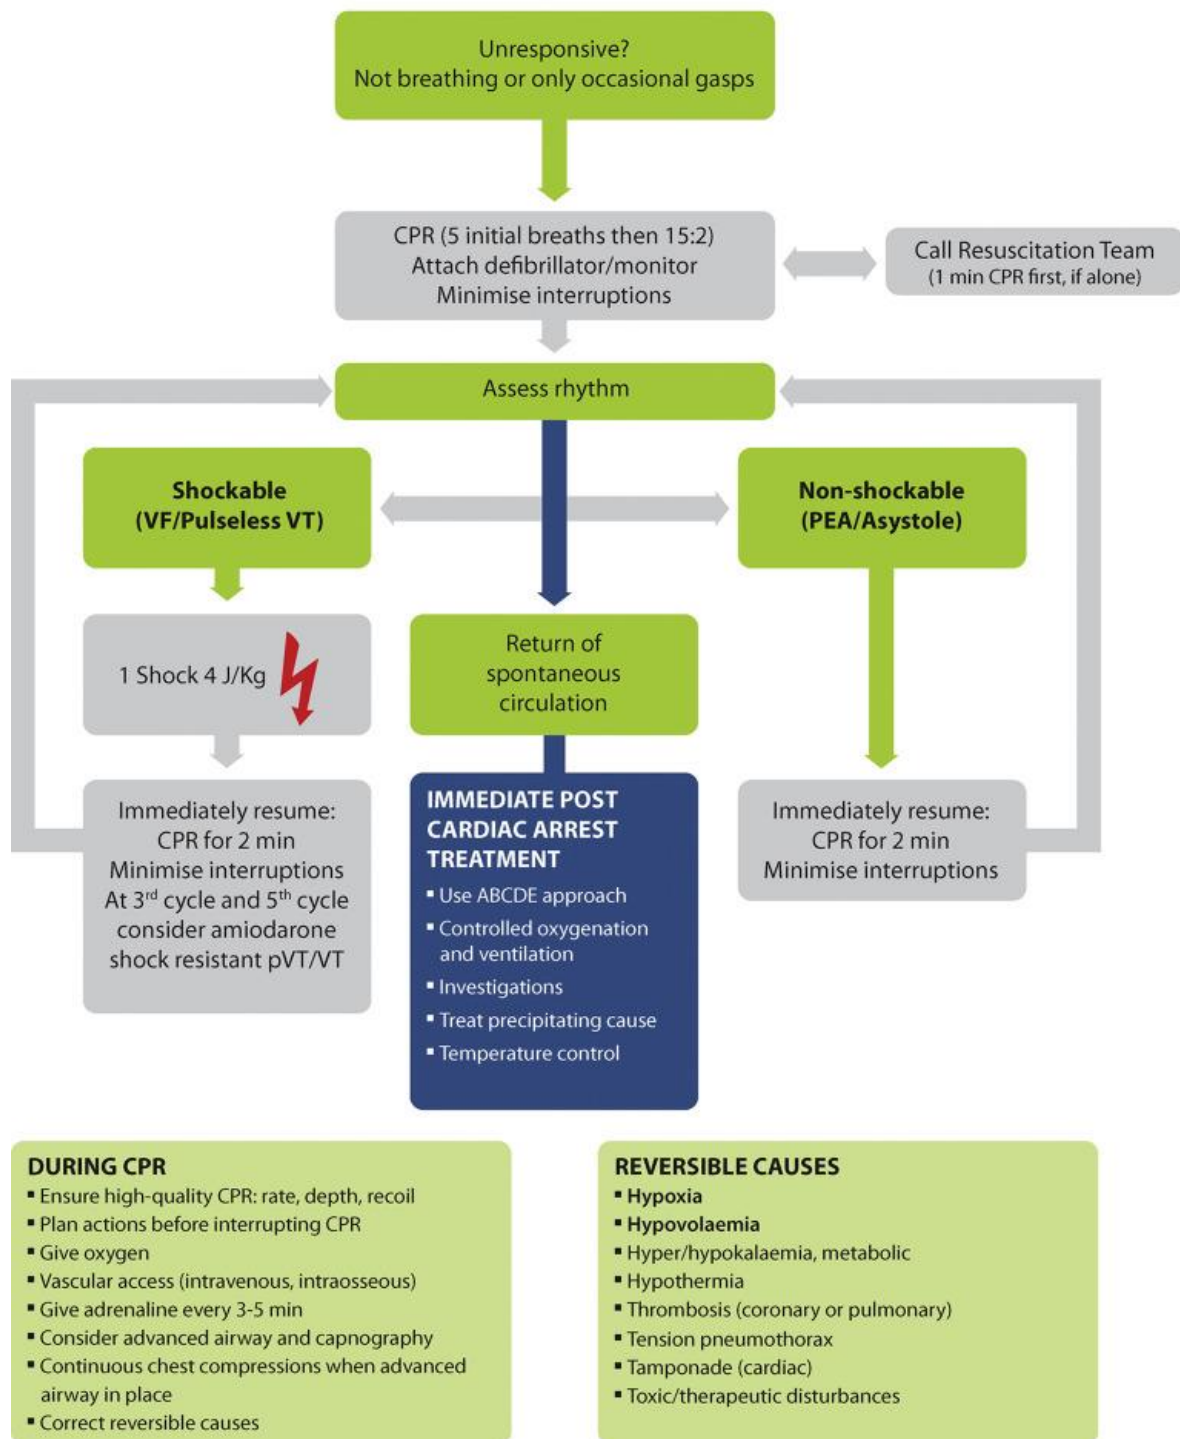 Unresponsive?
Not breathing or only occasional gasps
CPR (5 initial breaths then 15:2)
Attach defibrillator/monitor
Minimise interruptions
Call Resuscitation Team
(1 min CPR first, if alone)
Assess rhythm
Shockable
(VF/Pulseless VT)
Non-shockable
(PEA/Asystole)
1 Shock 4 J/Kg
Return of
spontaneous
circulation
Immediately resume:
CPR for 2 min
Minimise interruptions
At 3rd cycle and 5th cycle
consider amiodarone
shock resistant pVT/VT
IMMEDIATE POST
CARDIAC ARREST
TREATMENT
▪ Use ABCDE approach
▪ Controlled oxygenation
and ventilation
▪ Investigations
▪ Treat precipitating cause
▪ Temperature control
Immediately resume:
CPR for 2 min
Minimise interruptions
DURING CPR
▪ Ensure high-quality CPR: rate, depth, recoil
▪ Plan actions before interrupting CPR
▪ Give oxygen
▪ Vascular access (intravenous, intraosseous)
▪ Give adrenaline every 3-5 min
▪ Consider advanced airway and capnography
▪ Continuous chest compressions when advanced
airway in place
▪ Correct reversible causes
REVERSIBLE CAUSES
▪ Hypoxia
▪ Hypovolaemia
▪ Hyper/hypokalaemia, metabolic
▪ Hypothermia
▪ Thrombosis (coronary or pulmonary)
▪ Tension pneumothorax
▪ Tamponade (cardiac)
▪ Toxic/therapeutic disturbances